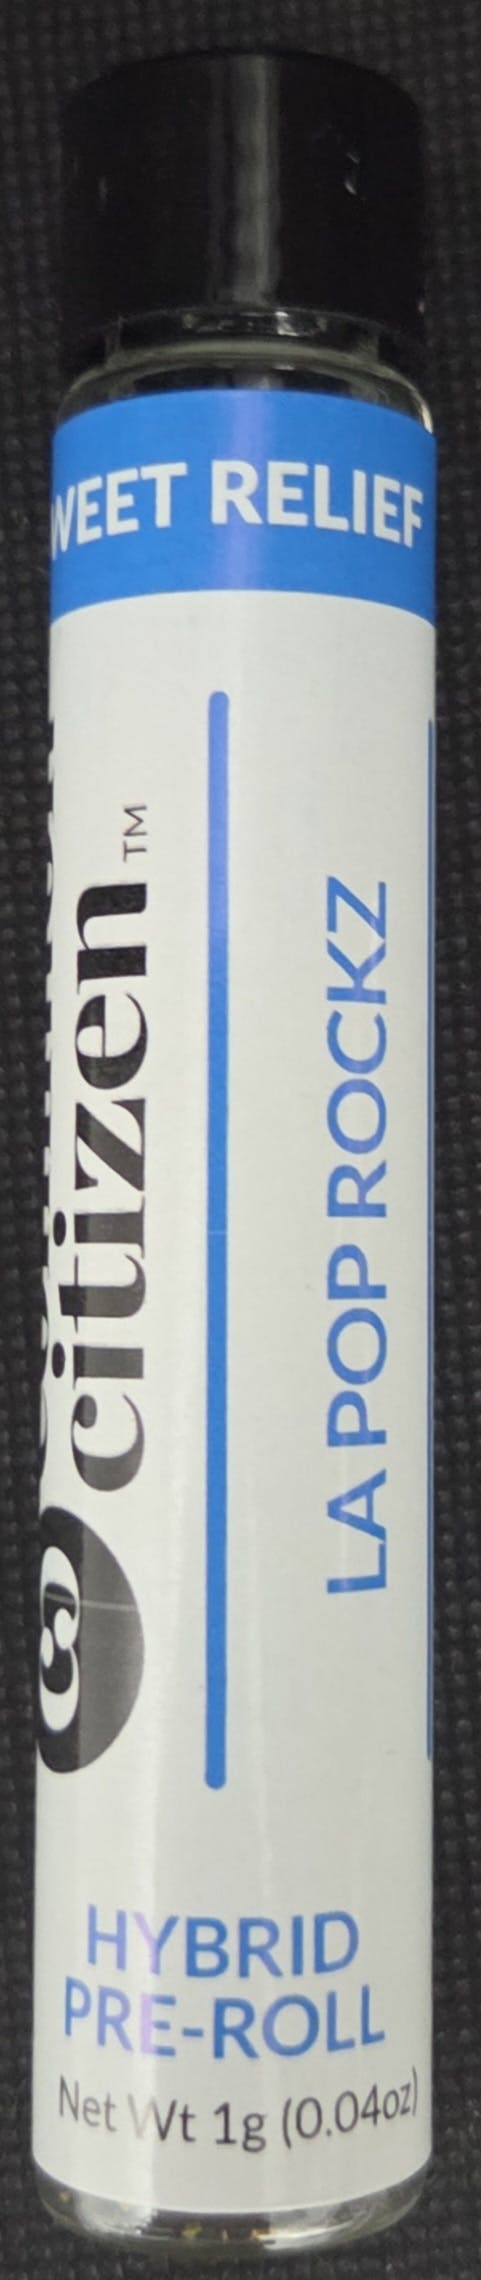 WEET RELIEF
citizen™
LA POP ROCKZ
HYBRID
PRE-ROLL
Net Wt 1g (0.04oz)